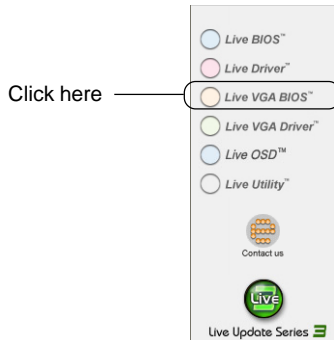 Live BIOS™
Live Driver™
Click here
Live VGA BIOS™
Live VGA Driver™
Live OSD™
Live Utility™
Contact us
Live
Live Update Series 3